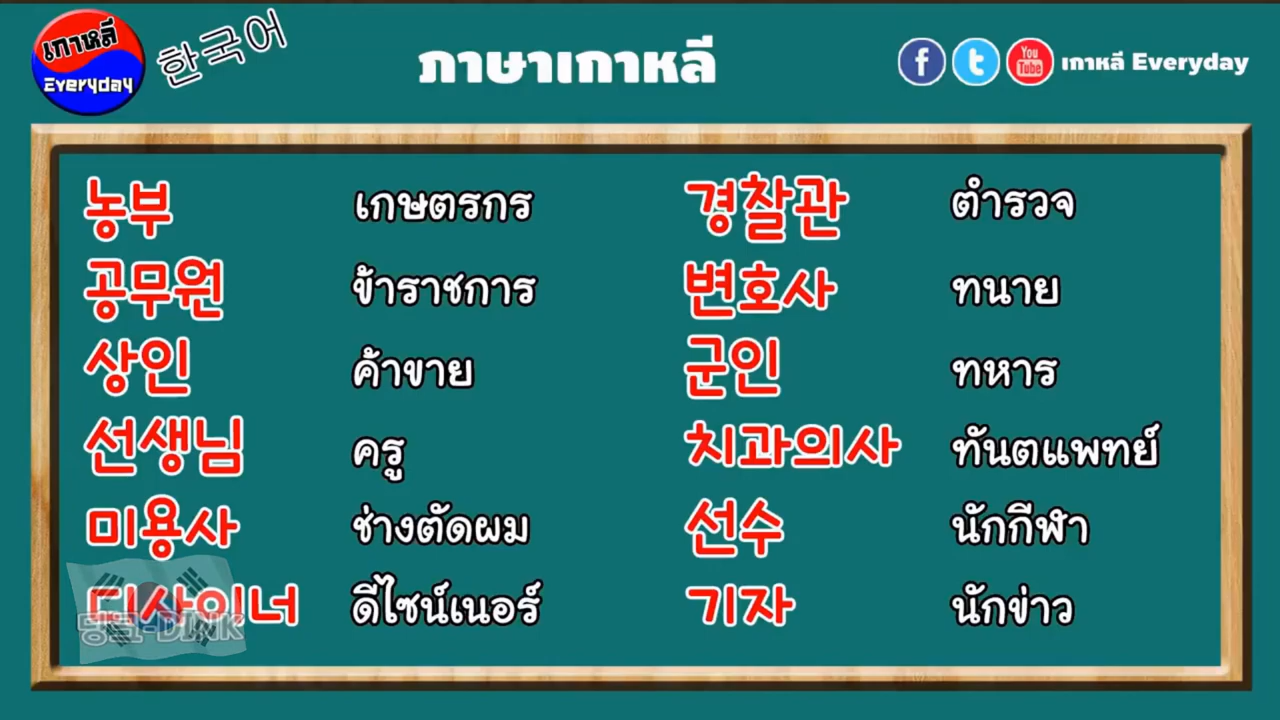 เกาหลี
Everyday
한국어
ภาษาเกาหลี
You
Tube
เกาหลี Everyday
농부 เกษตรกร 경찰관 ตำรวจ
공무원 ข้าราชการ 변호사 ทนาย
상인 ค้าขาย 군인 ทหาร
선생님 ครู 치과의사 ทันตแพทย์
미용사 ช่างตัดผม 선수 นักกีฬา
디사이너 ดีไซน์เนอร์ 기자 นักข่าว
딩크-DINK